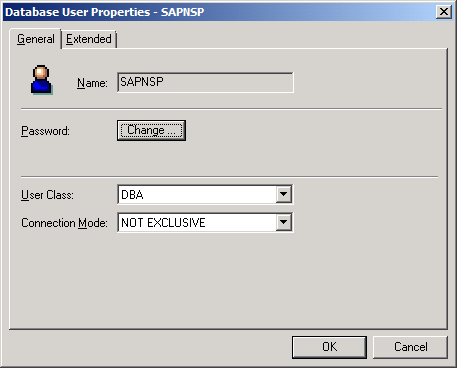 Database User Properties - SAPNSP
General Extended
Name: SAPNSP
Password: Change ...
User Class: DBA
Connection Mode: NOT EXCLUSIVE
OK Cancel